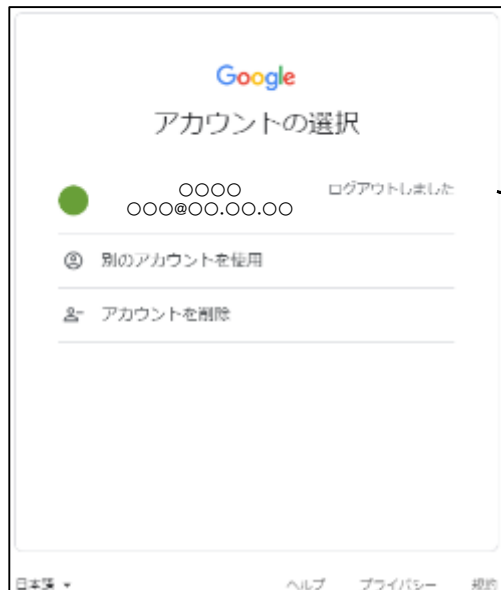 Google
アカウントの選択
○○○○ ログアウトしました
○○○@○○.○○.○○
別のアカウントを使用
アカウントを削除
日本語 ヘルプ プライバシー 規約